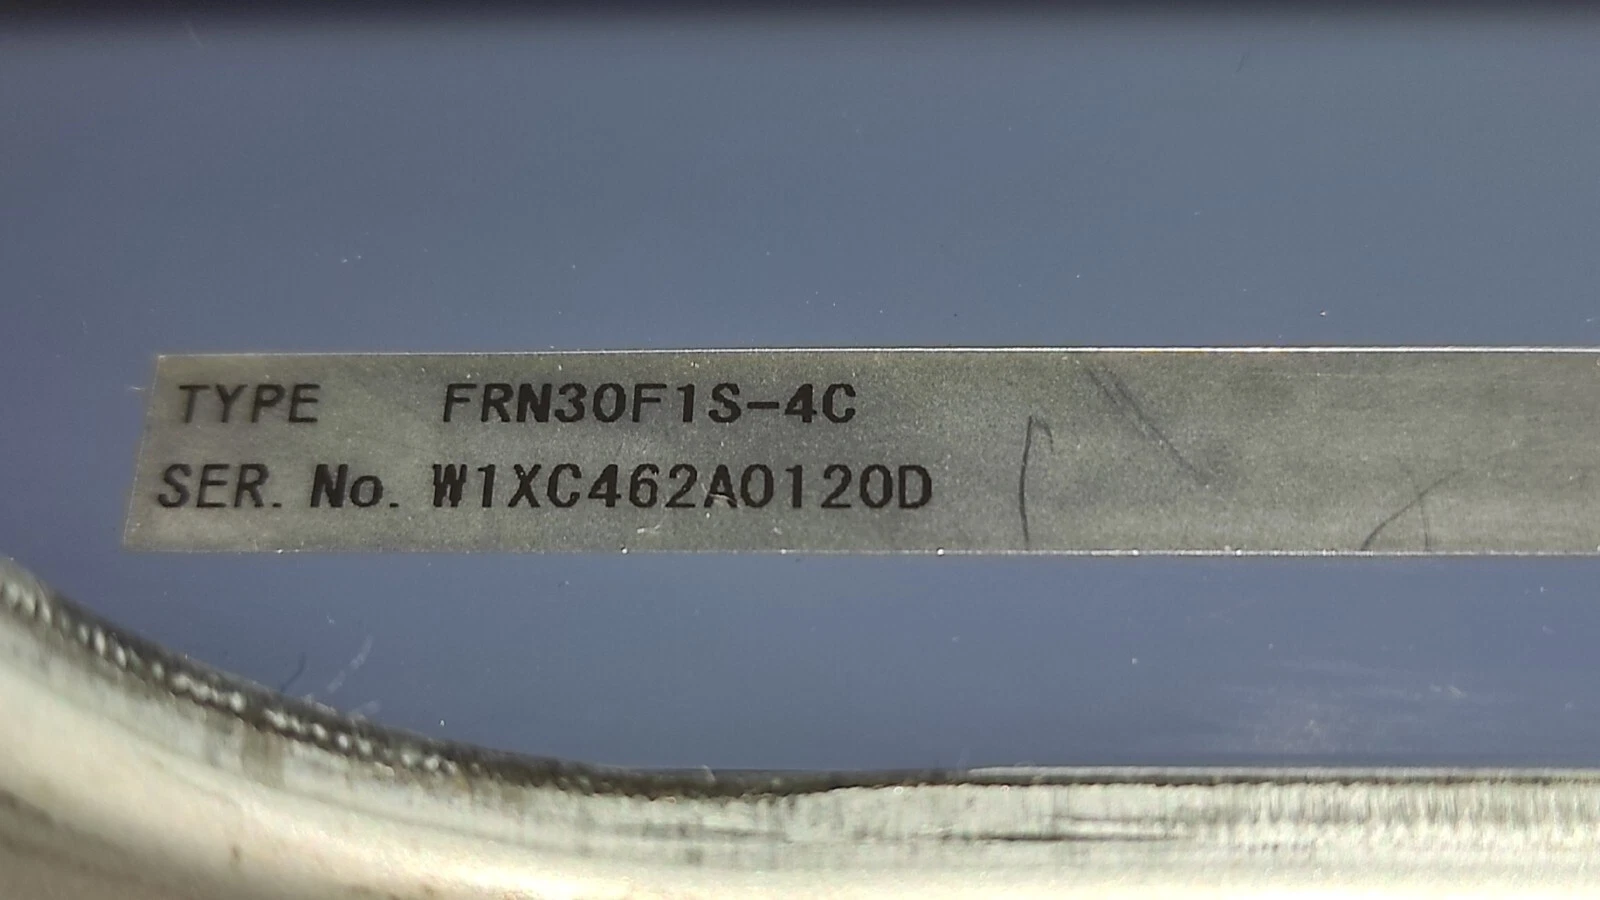 TYPE FRN30F1S-4C
SER. No. W1XC462A0120D